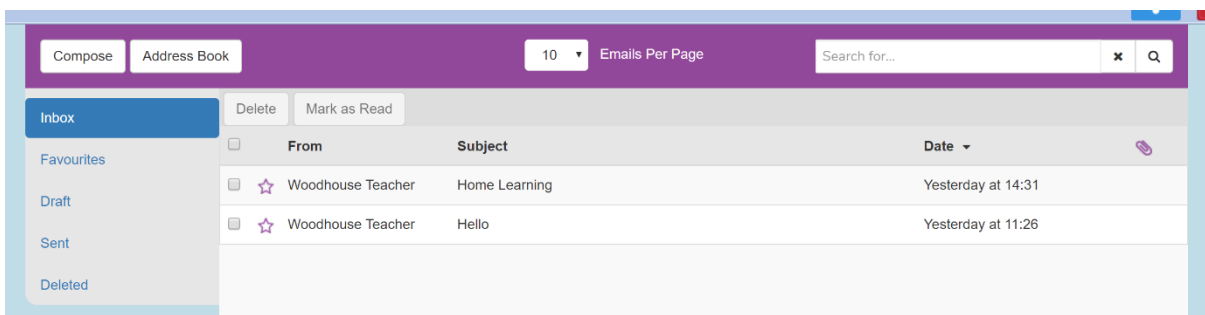 Compose Address Book 10 Emails Per Page Search for...
Inbox Delete Mark as Read
From Subject Date
Favourites
Woodhouse Teacher Home Learning Yesterday at 14:31
Draft
Woodhouse Teacher Hello Yesterday at 11:26
Sent
Deleted